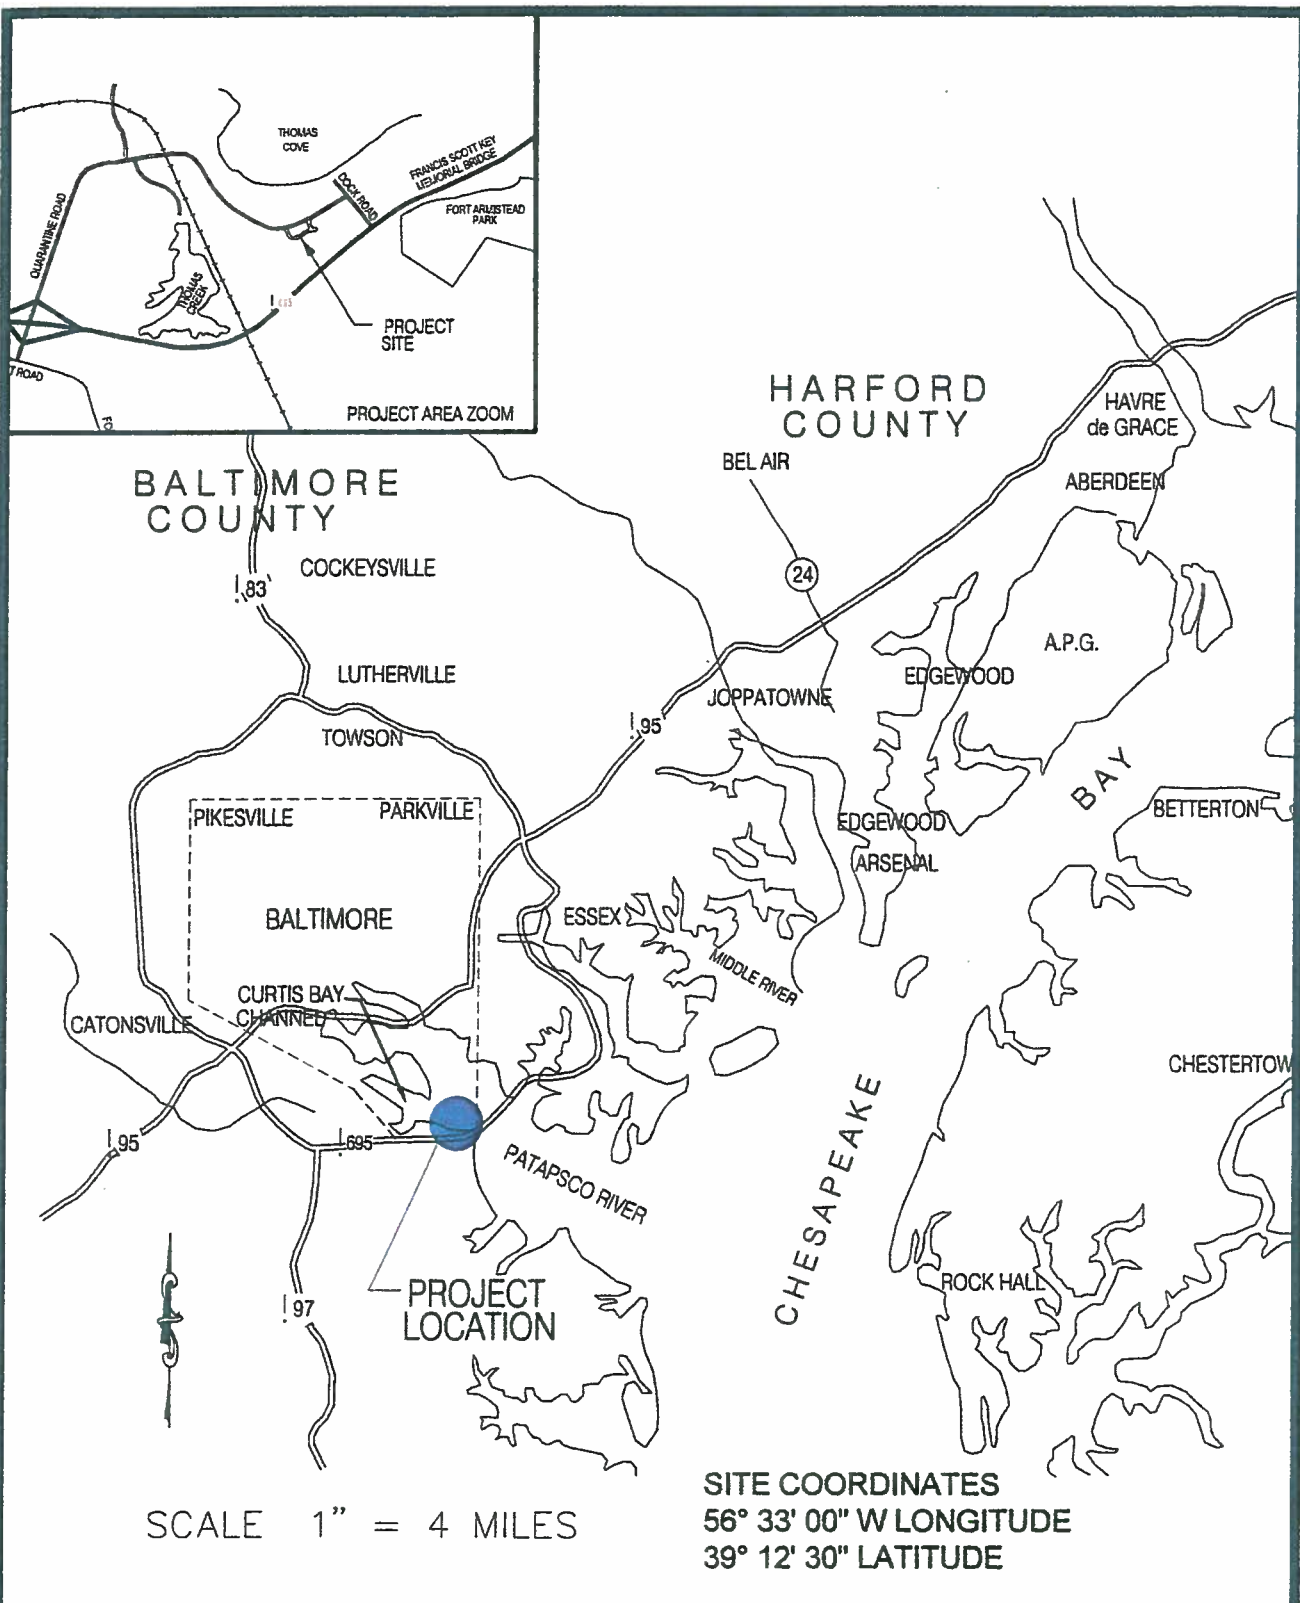 THOMAS
COVE
FRANCIS SCOTT KEY
MEMORIAL BRIDGE
DOCK ROAD
FORT ARMISTEAD
PARK
QUARANTINE ROAD
THOMAS
CREEK
I 695
PROJECT
SITE
T ROAD
FO
PROJECT AREA ZOOM
HARFORD
COUNTY
HAVRE
de GRACE
BEL AIR
ABERDEEN
BALTIMORE
COUNTY
COCKEYSVILLE
24
I 83
A.P.G.
LUTHERVILLE
EDGEWOOD
JOPPATOWNE
I 95
TOWSON
BAY
PIKESVILLE
PARKVILLE
BETTERTON
EDGEWOOD
ARSENAL
BALTIMORE
ESSEX
MIDDLE RIVER
CURTIS BAY
CHANNEL
CATONSVILLE
CHESTERTOW
CHESAPEAKE
I 95
I 695
PATAPSCO RIVER
ROCK HALL
PROJECT
LOCATION
I 97
SITE COORDINATES
SCALE 1" = 4 MILES
56° 33' 00" W LONGITUDE
39° 12' 30" LATITUDE